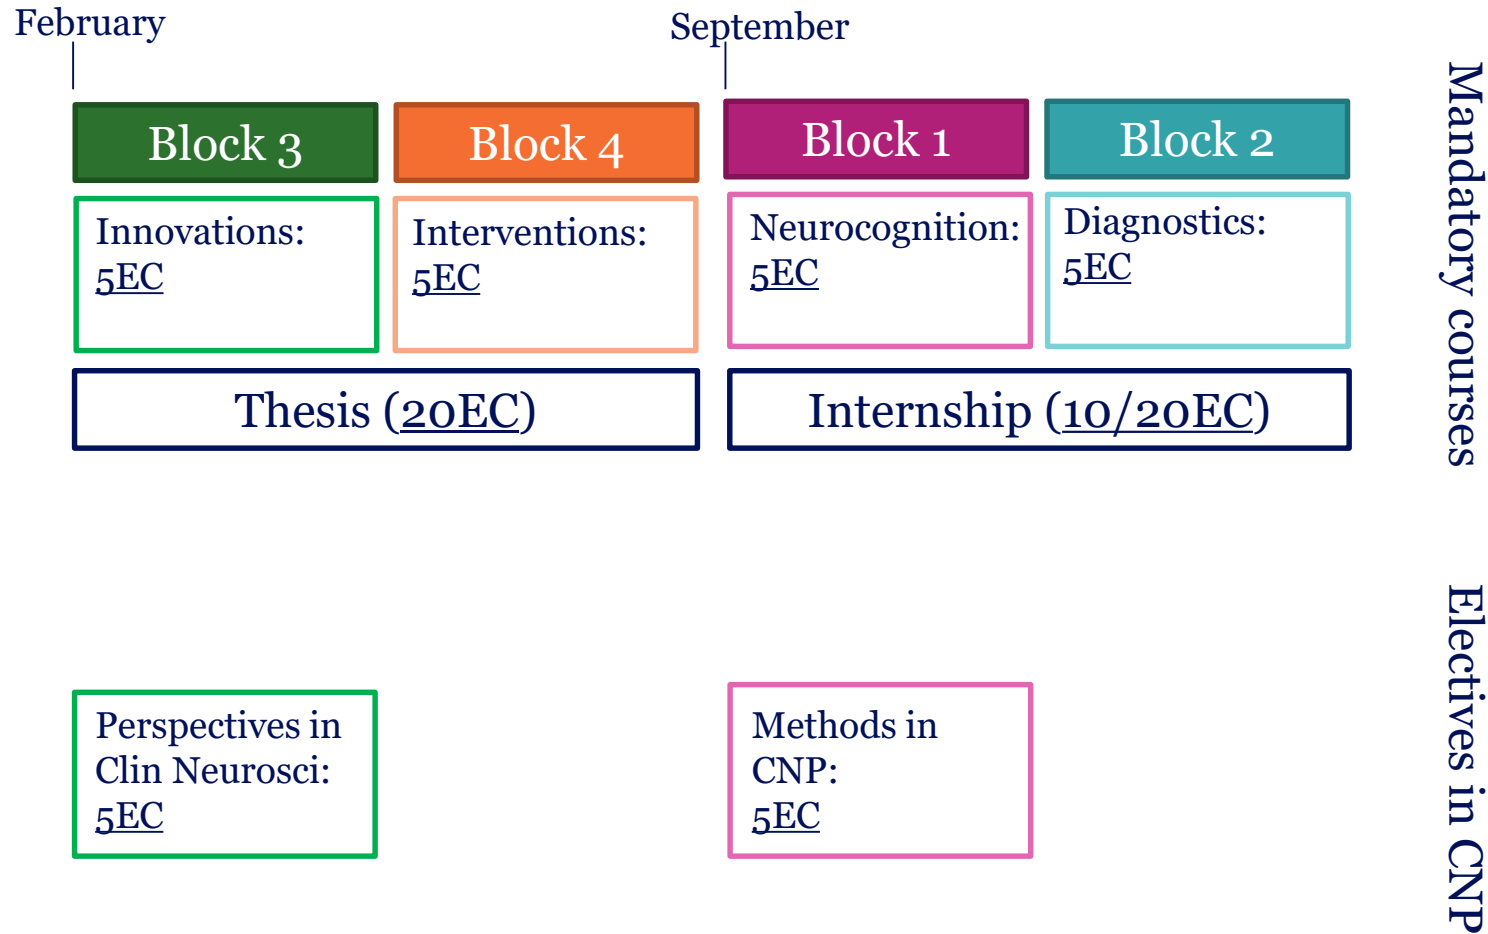 February
September
Block 3
Block 4
Block 1
Block 2
Innovations:
5EC
Interventions:
5EC
Neurocognition:
5EC
Diagnostics:
5EC
Thesis (20EC)
Internship (10/20EC)
Mandatory courses
Perspectives in
Clin Neurosci:
5EC
Methods in
CNP:
5EC
Electives in CNP